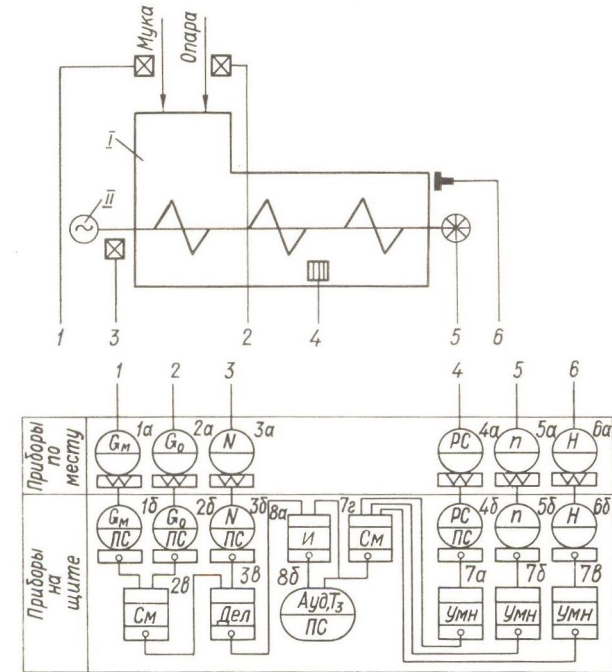 Мука
Опара
I
II
1
3
2
4
5
6
1
2
3
4
5
6
Приборы по месту
Gм 1а
Gо 2а
N 3а
РС 4а
n 5а
H 6а
Приборы на щите
Gм ПС 1б
Gо ПС 2б
N ПС 3б
8а
И
7г
См
РС ПС 4б
n 5б
H 6б
См 2в
Дел 3в
8б
Ауд,Тз
ПС
7а
Умн
7б
Умн
7в
Умн